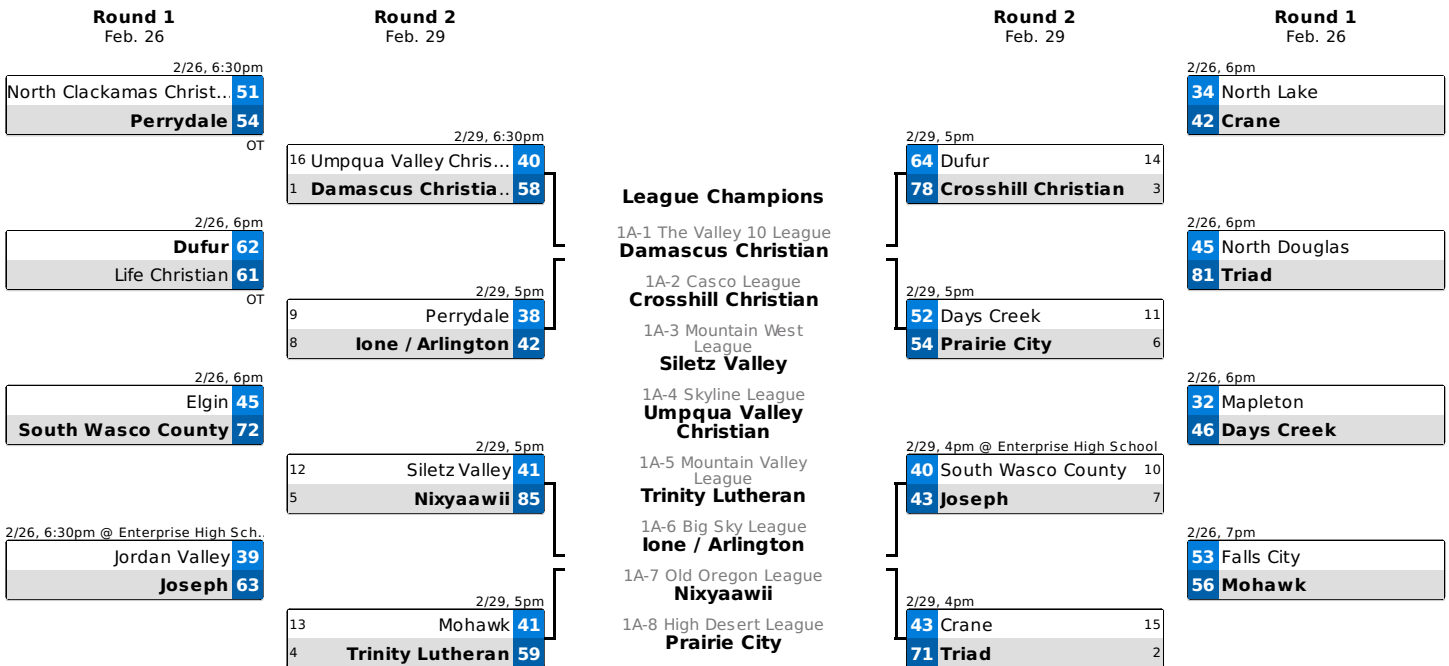 Round 1
Feb. 26
2/26, 6:30pm
North Clackamas Christ... 51
Perrydale 54
OT
2/26, 6pm
Dufur 62
Life Christian 61
OT
2/26, 6pm
Elgin 45
South Wasco County 72
2/26, 6:30pm @ Enterprise High Sch.
Jordan Valley 39
Joseph 63
Round 2
Feb. 29
2/29, 6:30pm
16 Umpqua Valley Chris... 40
1 Damascus Christia.. 58
2/29, 5pm
9 Perrydale 38
8 Ione / Arlington 42
2/29, 5pm
12 Siletz Valley 41
5 Nixyaawii 85
2/29, 5pm
13 Mohawk 41
4 Trinity Lutheran 59
League Champions
1A-1 The Valley 10 League
Damascus Christian
1A-2 Casco League
Crosshill Christian
1A-3 Mountain West
League
Siletz Valley
1A-4 Skyline League
Umpqua Valley
Christian
1A-5 Mountain Valley
League
Trinity Lutheran
1A-6 Big Sky League
Ione / Arlington
1A-7 Old Oregon League
Nixyaawii
1A-8 High Desert League
Prairie City
Round 2
Feb. 29
2/29, 5pm
64 Dufur 14
78 Crosshill Christian 3
2/29, 5pm
52 Days Creek 11
54 Prairie City 6
2/29, 4pm @ Enterprise High School
40 South Wasco County 10
43 Joseph 7
2/29, 4pm
43 Crane 15
71 Triad 2
Round 1
Feb. 26
2/26, 6pm
34 North Lake
42 Crane
2/26, 6pm
45 North Douglas
81 Triad
2/26, 6pm
32 Mapleton
46 Days Creek
2/26, 7pm
53 Falls City
56 Mohawk